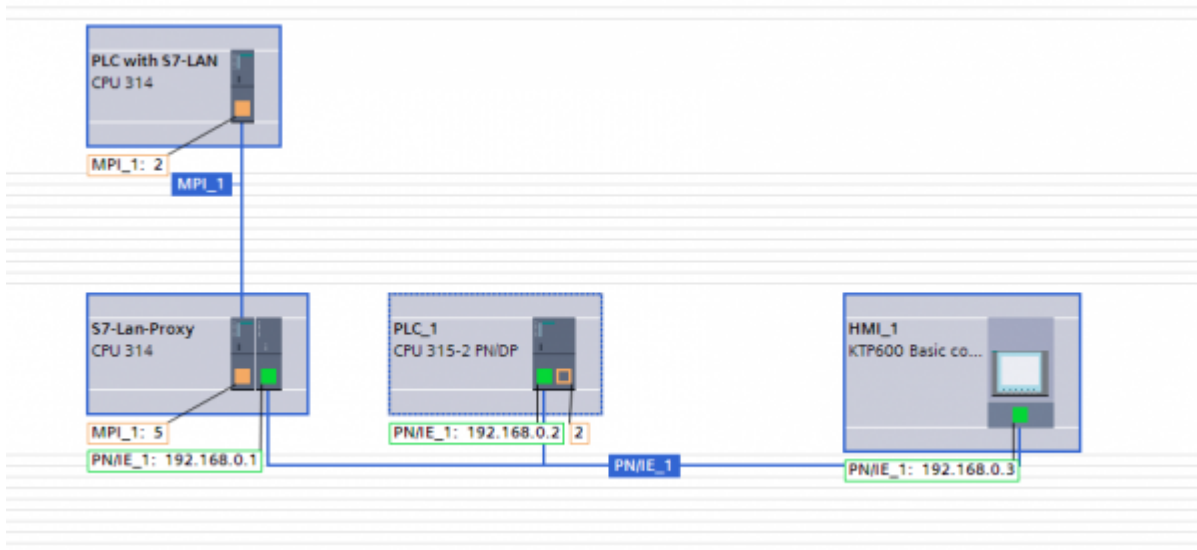 PLC with S7-LAN
CPU 314
MPI_1: 2
MPI_1
S7-Lan-Proxy
CPU 314
MPI_1: 5
PN/IE_1: 192.168.0.1
PLC_1
CPU 315-2 PN/DP
PN/IE_1: 192.168.0.2
2
PN/IE_1
HMI_1
KTP600 Basic co...
PN/IE_1: 192.168.0.3